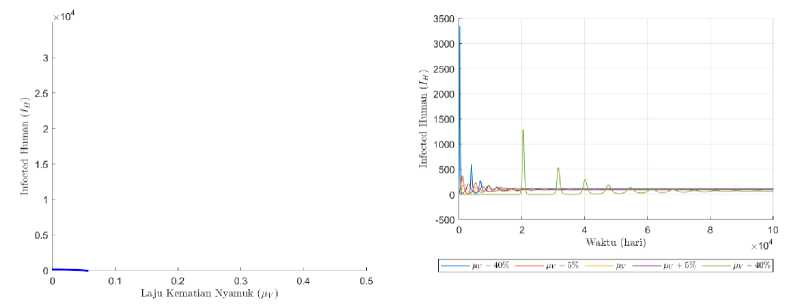 ×10⁴
3
2.5
2
1.5
1
0.5
0
Infected Human (I_H)
0 0.1 0.2 0.3 0.4 0.5
Laju Kematian Nyamuk (μ_V)
3500
3000
2500
2000
1500
1000
500
0
-500
Infected Human (I_H)
0 2 4 6 8 10
×10⁴
Waktu (hari)
μ_V − 40% μ_V − 5% μ_V μ_V + 5% μ_V − 40%